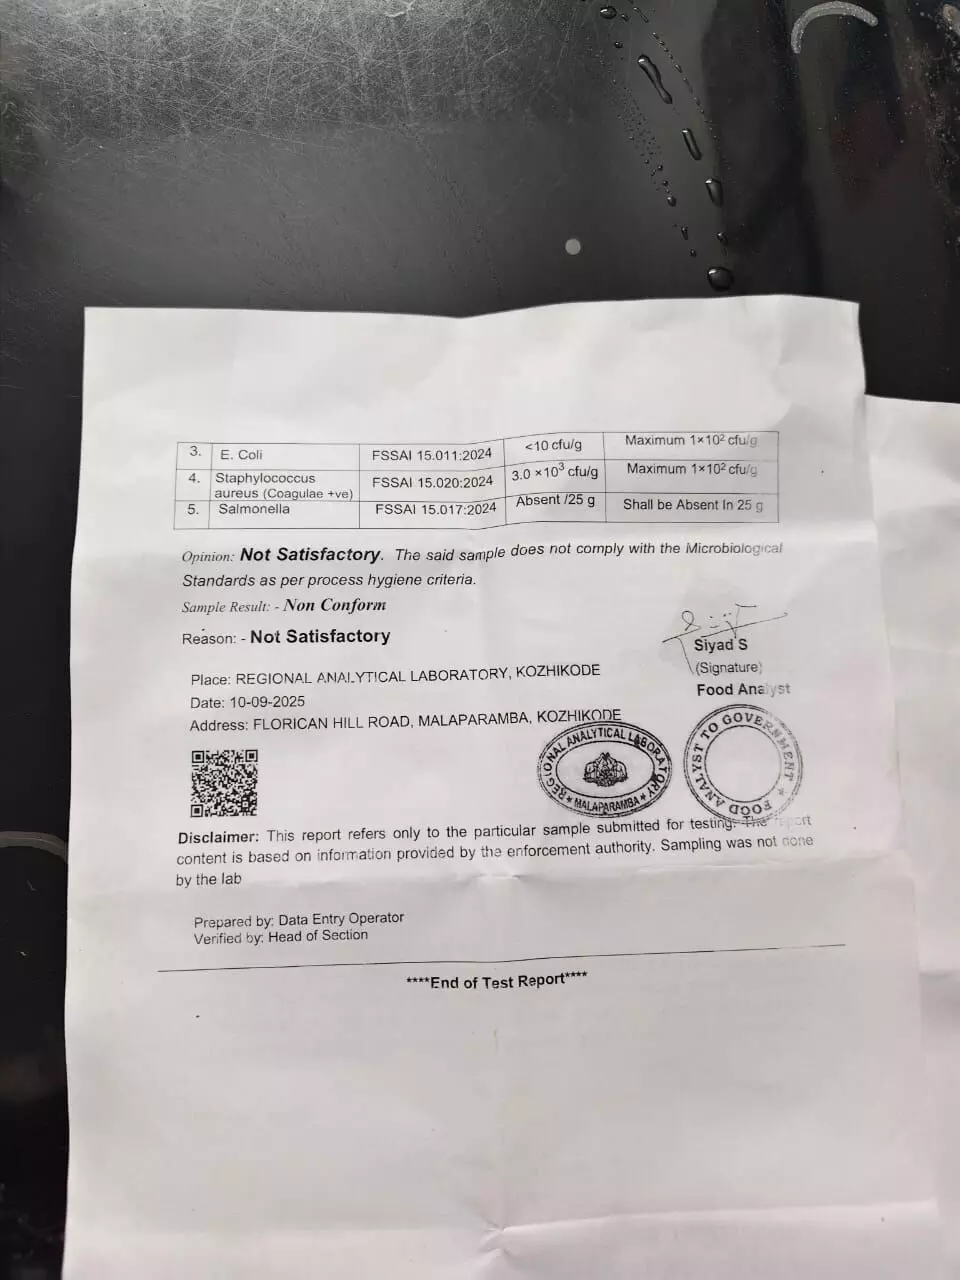 3. E. Coli FSSAI 15.011:2024 <10 cfu/g Maximum 1×10² cfu/g
4. Staphylococcus aureus (Coagulae +ve) FSSAI 15.020:2024 3.0 ×10³ cfu/g Maximum 1×10² cfu/g
5. Salmonella FSSAI 15.017:2024 Absent /25 g Shall be Absent In 25 g
Opinion: Not Satisfactory. The said sample does not comply with the Microbiological
Standards as per process hygiene criteria.
Sample Result: - Non Conform
Reason: - Not Satisfactory
Siyad S
(Signature)
Food Analyst
Place: REGIONAL ANALYTICAL LABORATORY, KOZHIKODE
Date: 10-09-2025
Address: FLORICAN HILL ROAD, MALAPARAMBA, KOZHIKODE
REGIONAL ANALYTICAL LABORATORY
★ MALAPARAMBA ★
FOOD ANALYST TO GOVERNMENT ★
Disclaimer: This report refers only to the particular sample submitted for testing. The report
content is based on information provided by the enforcement authority. Sampling was not done
by the lab
Prepared by: Data Entry Operator
Verified by: Head of Section
****End of Test Report****